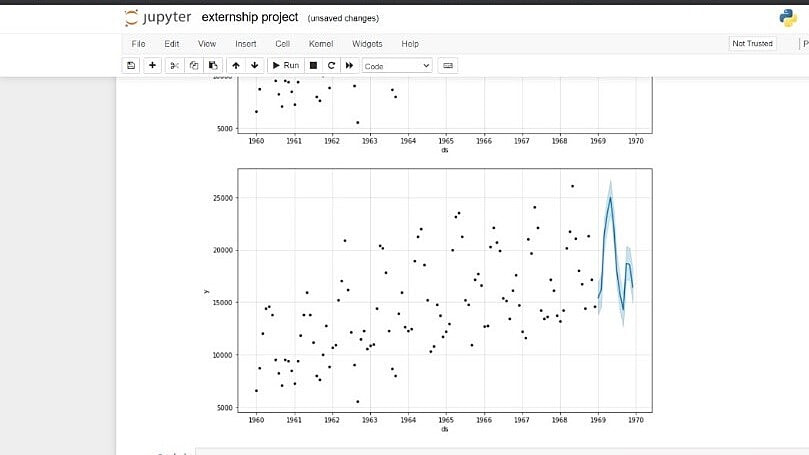 jupyter externship project (unsaved changes)
File Edit View Insert Cell Kernel Widgets Help
Not Trusted
Run
Code
5000
1960 1961 1962 1963 1964 1965 1966 1967 1968 1969 1970
ds
25000
20000
y
15000
10000
5000
1960 1961 1962 1963 1964 1965 1966 1967 1968 1969 1970
ds